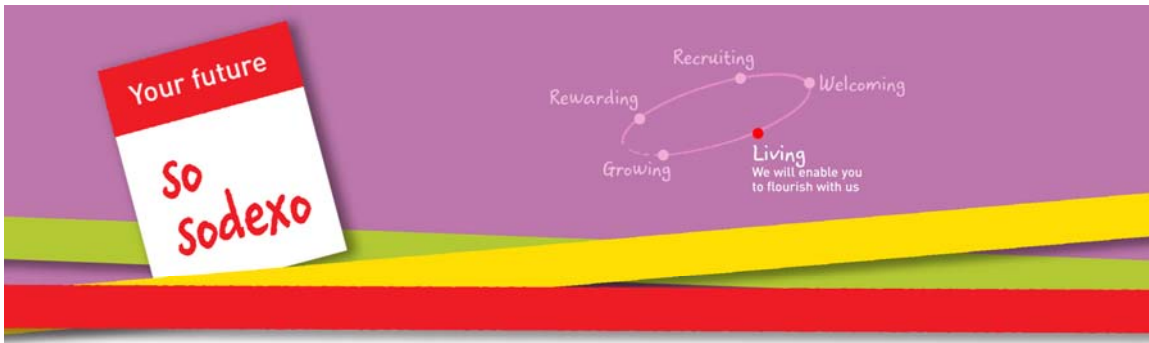 Your future
so
sodexo
Recruiting
Welcoming
Rewarding
Living
We will enable you
to flourish with us
Growing